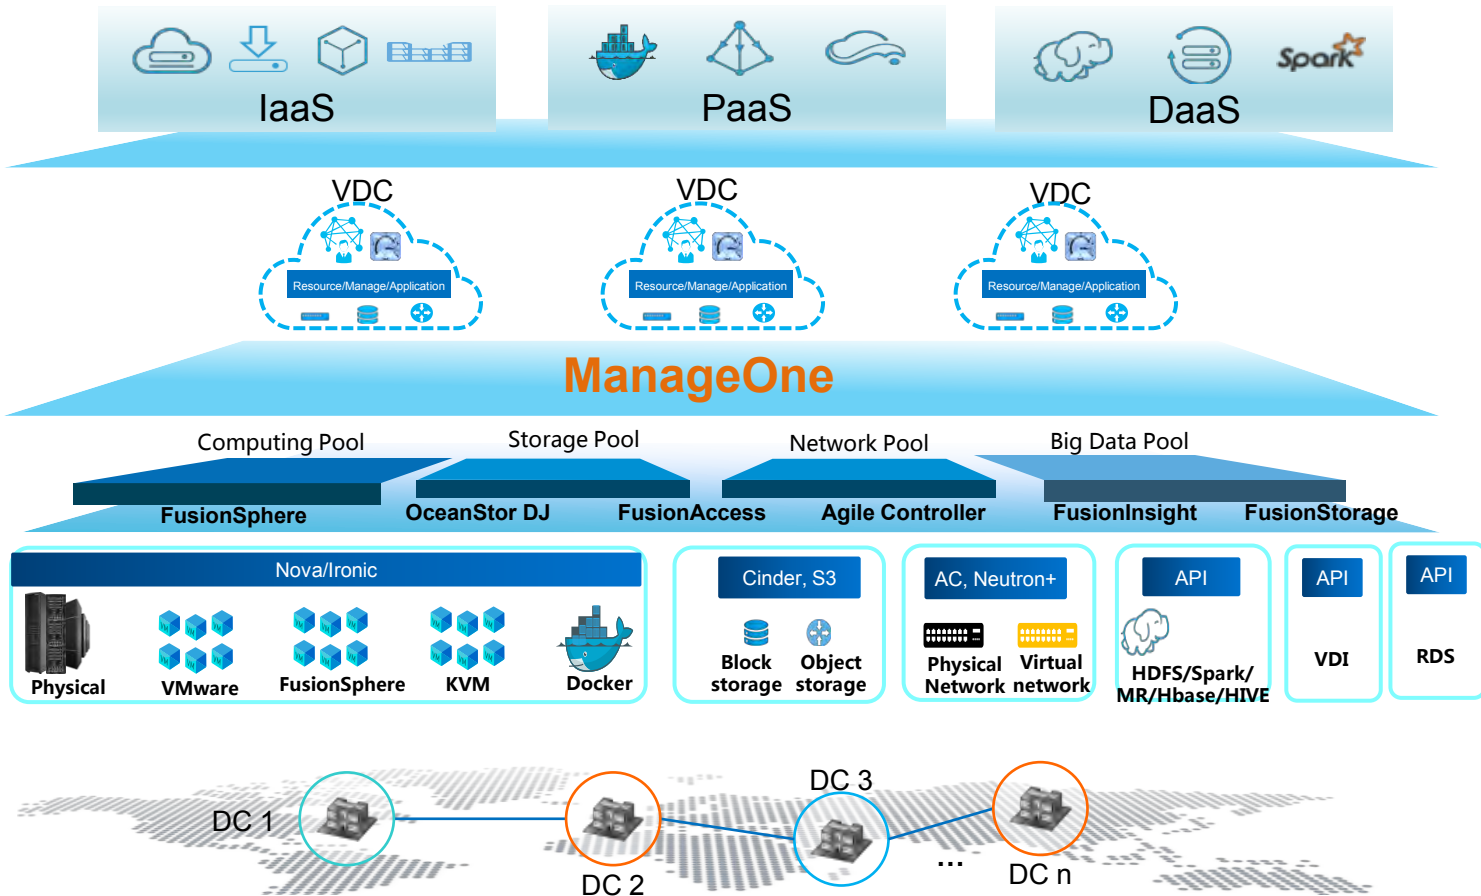 IaaS
PaaS
DaaS
Spark
VDC
VDC
VDC
Resource/Manage/Application
Resource/Manage/Application
Resource/Manage/Application
ManageOne
Computing Pool
Storage Pool
Network Pool
Big Data Pool
FusionSphere
OceanStor DJ
FusionAccess
Agile Controller
FusionInsight
FusionStorage
Nova/Ironic
Cinder, S3
AC, Neutron+
API
API
API
Physical
VMware
FusionSphere
KVM
Docker
Block
storage
Object
storage
Physical
Network
Virtual
network
HDFS/Spark/
MR/Hbase/HIVE
VDI
RDS
DC 1
DC 2
DC 3
...
DC n